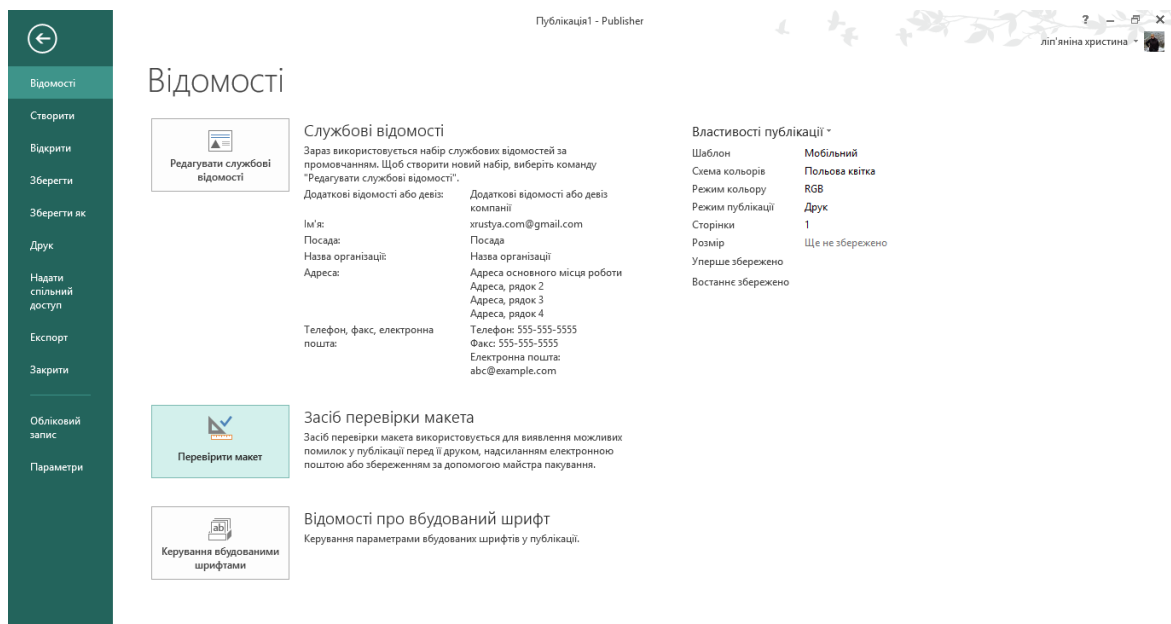 Публікація1 - Publisher
?
ліп'яніна христина
Відомості
Створити
Відкрити
Зберегти
Зберегти як
Друк
Надати
спільний
доступ
Експорт
Закрити
Обліковий
запис
Параметри
Відомості
Редагувати службові
відомості
Службові відомості
Зараз використовується набір службових відомостей за
промовчанням. Щоб створити новий набір, виберіть команду
"Редагувати службові відомості".
Додаткові відомості або девіз: Додаткові відомості або девіз
компанії
Ім'я: xrustya.com@gmail.com
Посада: Посада
Назва організації: Назва організації
Адреса: Адреса основного місця роботи
Адреса, рядок 2
Адреса, рядок 3
Адреса, рядок 4
Телефон, факс, електронна Телефон: 555-555-5555
пошта: Факс: 555-555-5555
Електронна пошта:
abc@example.com
Перевірити макет
Засіб перевірки макета
Засіб перевірки макета використовується для виявлення можливих
помилок у публікації перед її друком, надсиланням електронною
поштою або збереженням за допомогою майстра пакування.
Керування вбудованими
шрифтами
Відомості про вбудований шрифт
Керування параметрами вбудованих шрифтів у публікації.
Властивості публікації
Шаблон Мобільний
Схема кольорів Польова квітка
Режим кольору RGB
Режим публікації Друк
Сторінки 1
Розмір Ще не збережено
Уперше збережено
Востаннє збережено